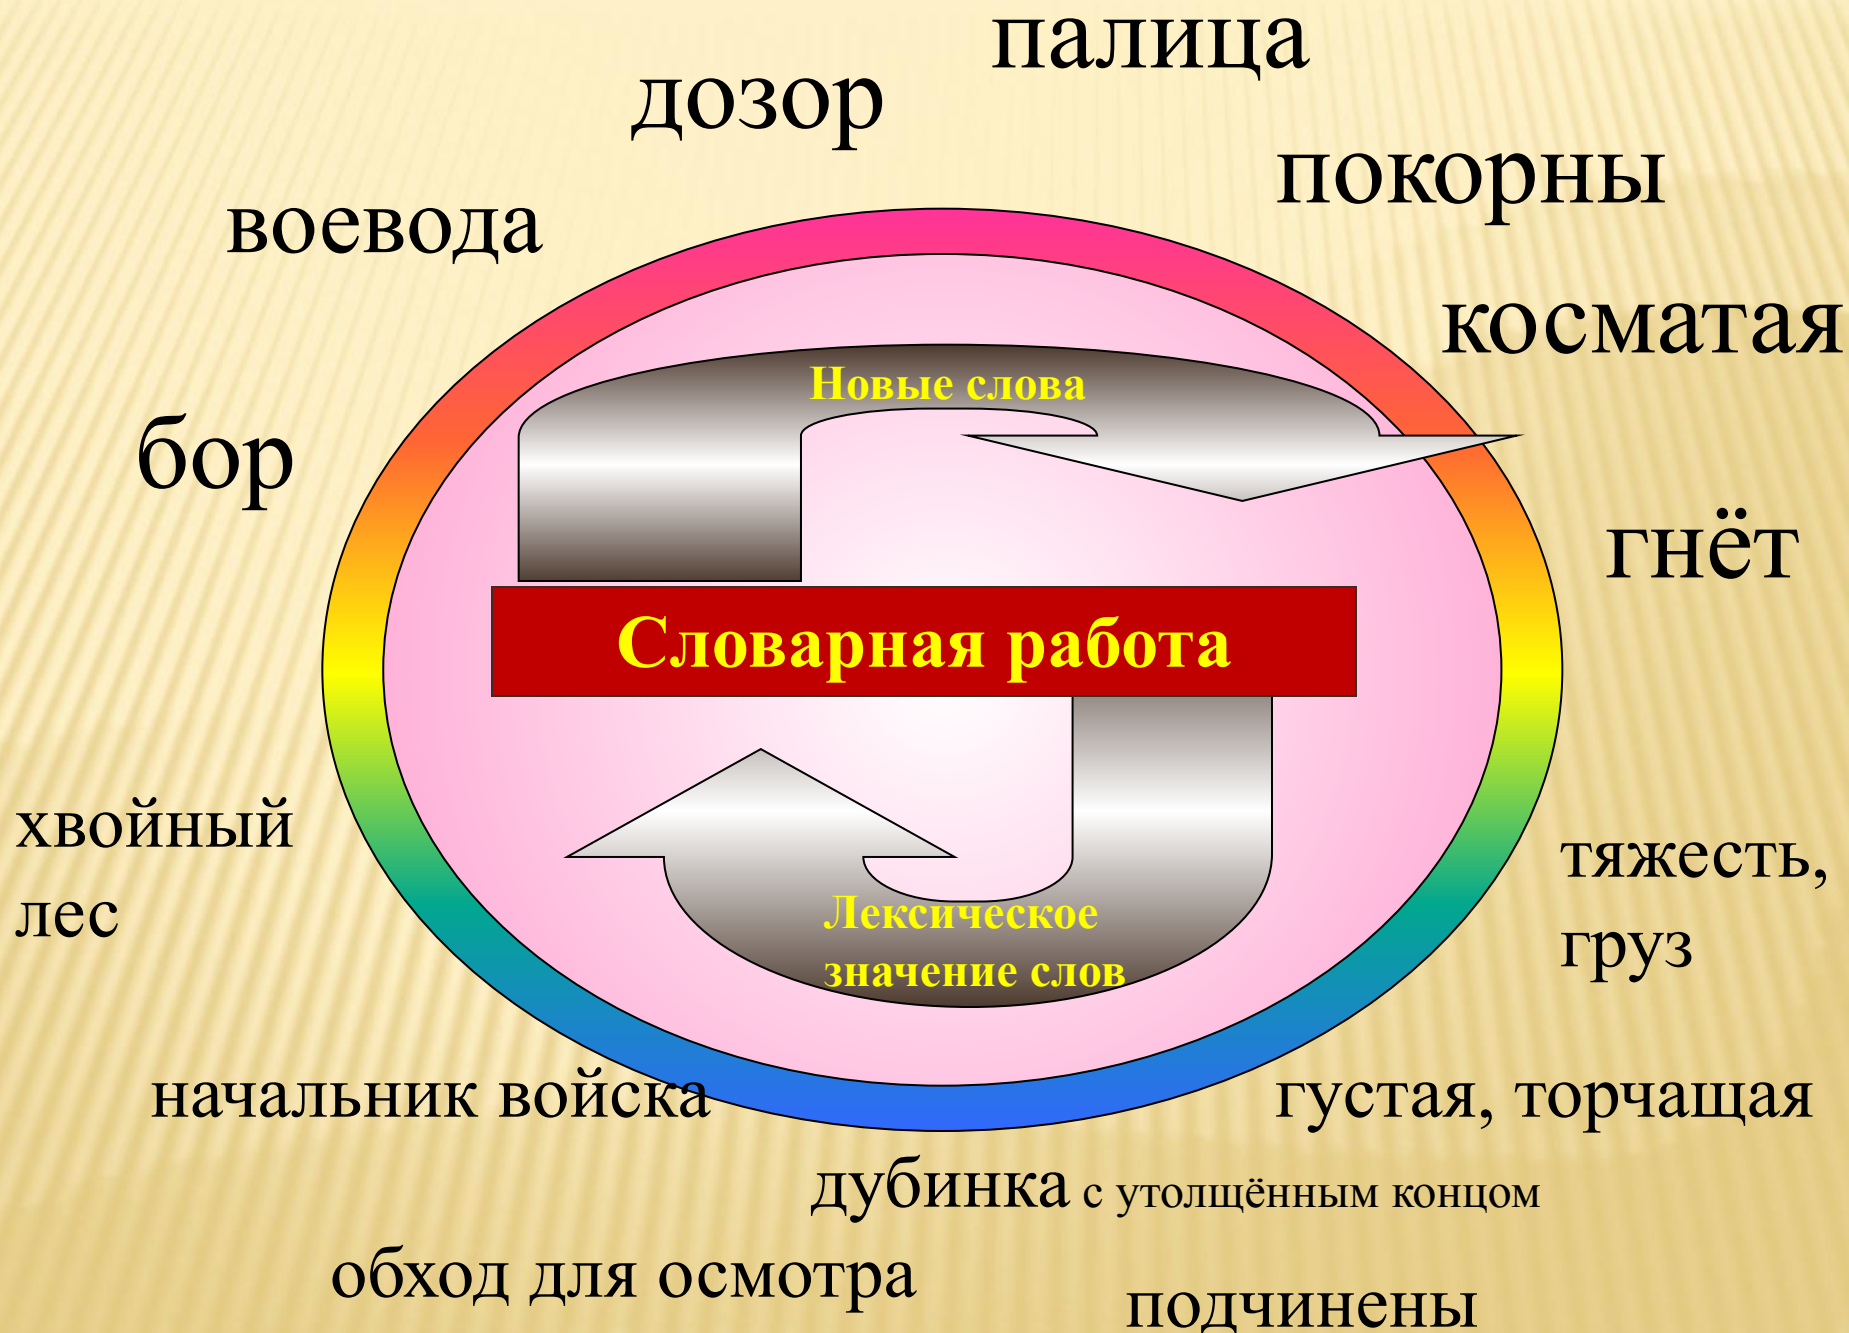 палица
дозор
покорны
воевода
косматая
Новые слова
бор
гнёт
Словарная работа
хвойный
лес
тяжесть,
груз
Лексическое
значение слов
начальник войска
густая, торчащая
дубинка с утолщённым концом
обход для осмотра
подчинены